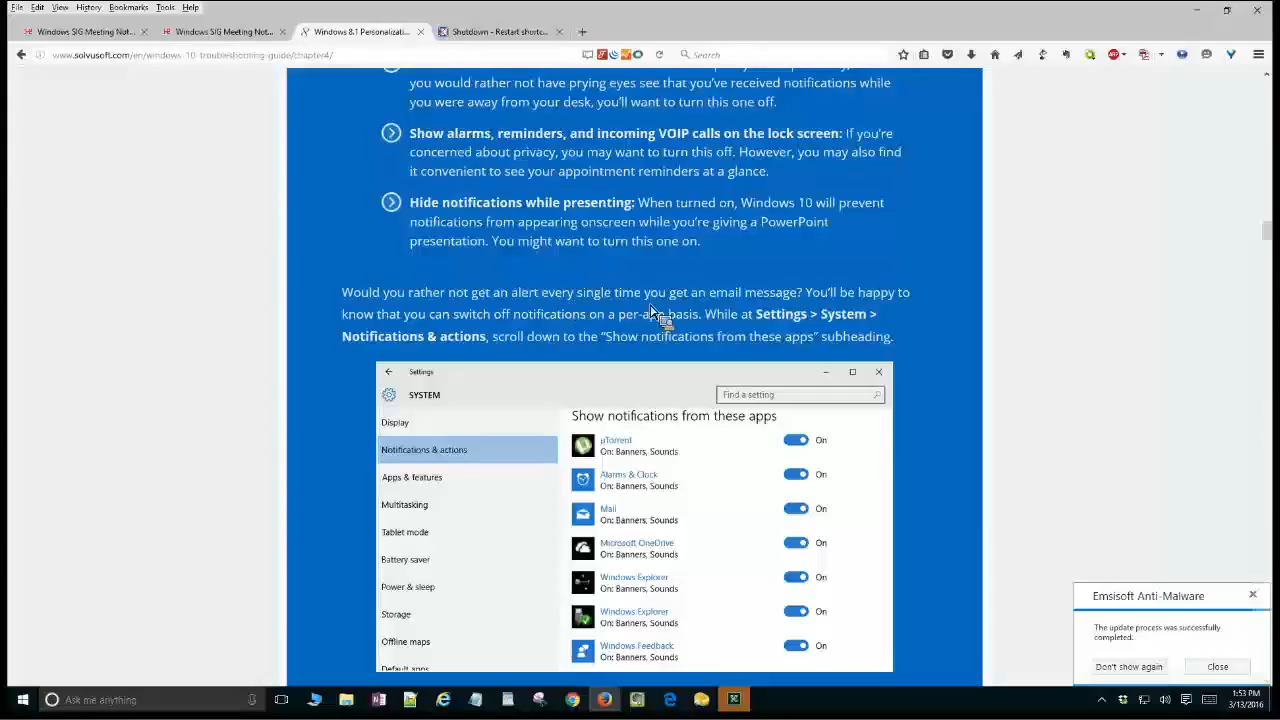 File Edit View History Bookmarks Tools Help
Windows SIG Meeting Not...
Windows SIG Meeting Not...
Windows 8.1 Personalizati...
Shutdown - Restart shortc...
www.solvusoft.com/en/windows-10-troubleshooting-guide/chapter4/
Search
you would rather not have prying eyes see that you've received notifications while
you were away from your desk, you'll want to turn this one off.
Show alarms, reminders, and incoming VOIP calls on the lock screen: If you're
concerned about privacy, you may want to turn this off. However, you may also find
it convenient to see your appointment reminders at a glance.
Hide notifications while presenting: When turned on, Windows 10 will prevent
notifications from appearing onscreen while you're giving a PowerPoint
presentation. You might want to turn this one on.
Would you rather not get an alert every single time you get an email message? You'll be happy to
know that you can switch off notifications on a per-app basis. While at Settings > System >
Notifications & actions, scroll down to the "Show notifications from these apps" subheading.
Settings
SYSTEM
Find a setting
Display
Notifications & actions
Apps & features
Multitasking
Tablet mode
Battery saver
Power & sleep
Storage
Offline maps
Default apps
Show notifications from these apps
µTorrent
On: Banners, Sounds
On
Alarms & Clock
On: Banners, Sounds
On
Mail
On: Banners, Sounds
On
Microsoft OneDrive
On: Banners, Sounds
On
Windows Explorer
On: Banners, Sounds
On
Windows Explorer
On: Banners, Sounds
On
Windows Feedback
On: Banners, Sounds
On
Emsisoft Anti-Malware
The update process was successfully
completed.
Don't show again
Close
Ask me anything
1:53 PM
3/13/2016